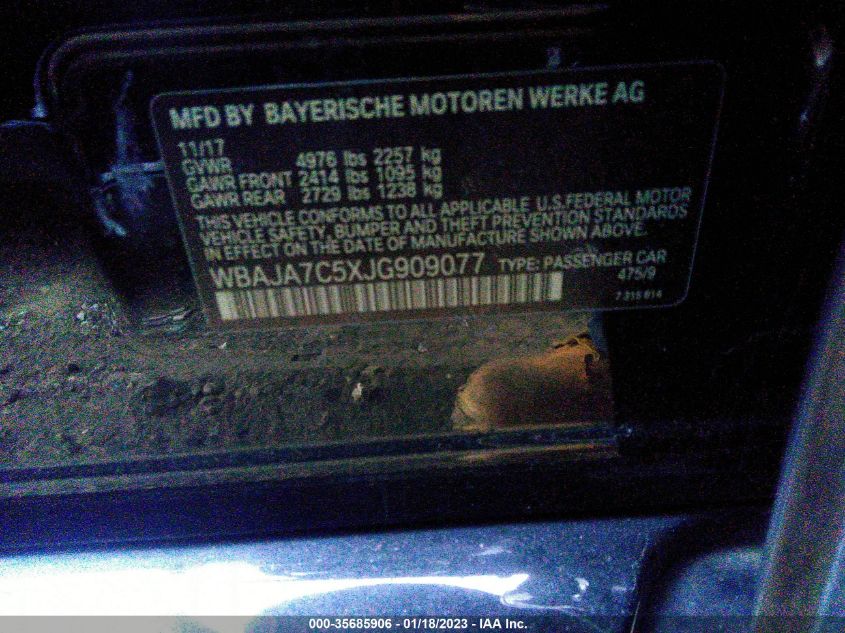 MFD BY BAYERISCHE MOTOREN WERKE AG
11/17
GVWR 4976 lbs 2257 kg
GAWR FRONT 2414 lbs 1095 kg
GAWR REAR 2729 lbs 1238 kg
THIS VEHICLE CONFORMS TO ALL APPLICABLE U.S.FEDERAL MOTOR
VEHICLE SAFETY, BUMPER AND THEFT PREVENTION STANDARDS
IN EFFECT ON THE DATE OF MANUFACTURE SHOWN ABOVE.
WBAJA7C5XJG909077 TYPE: PASSENGER CAR
475/9
7 315 614
000-35685906 - 01/18/2023 - IAA Inc.